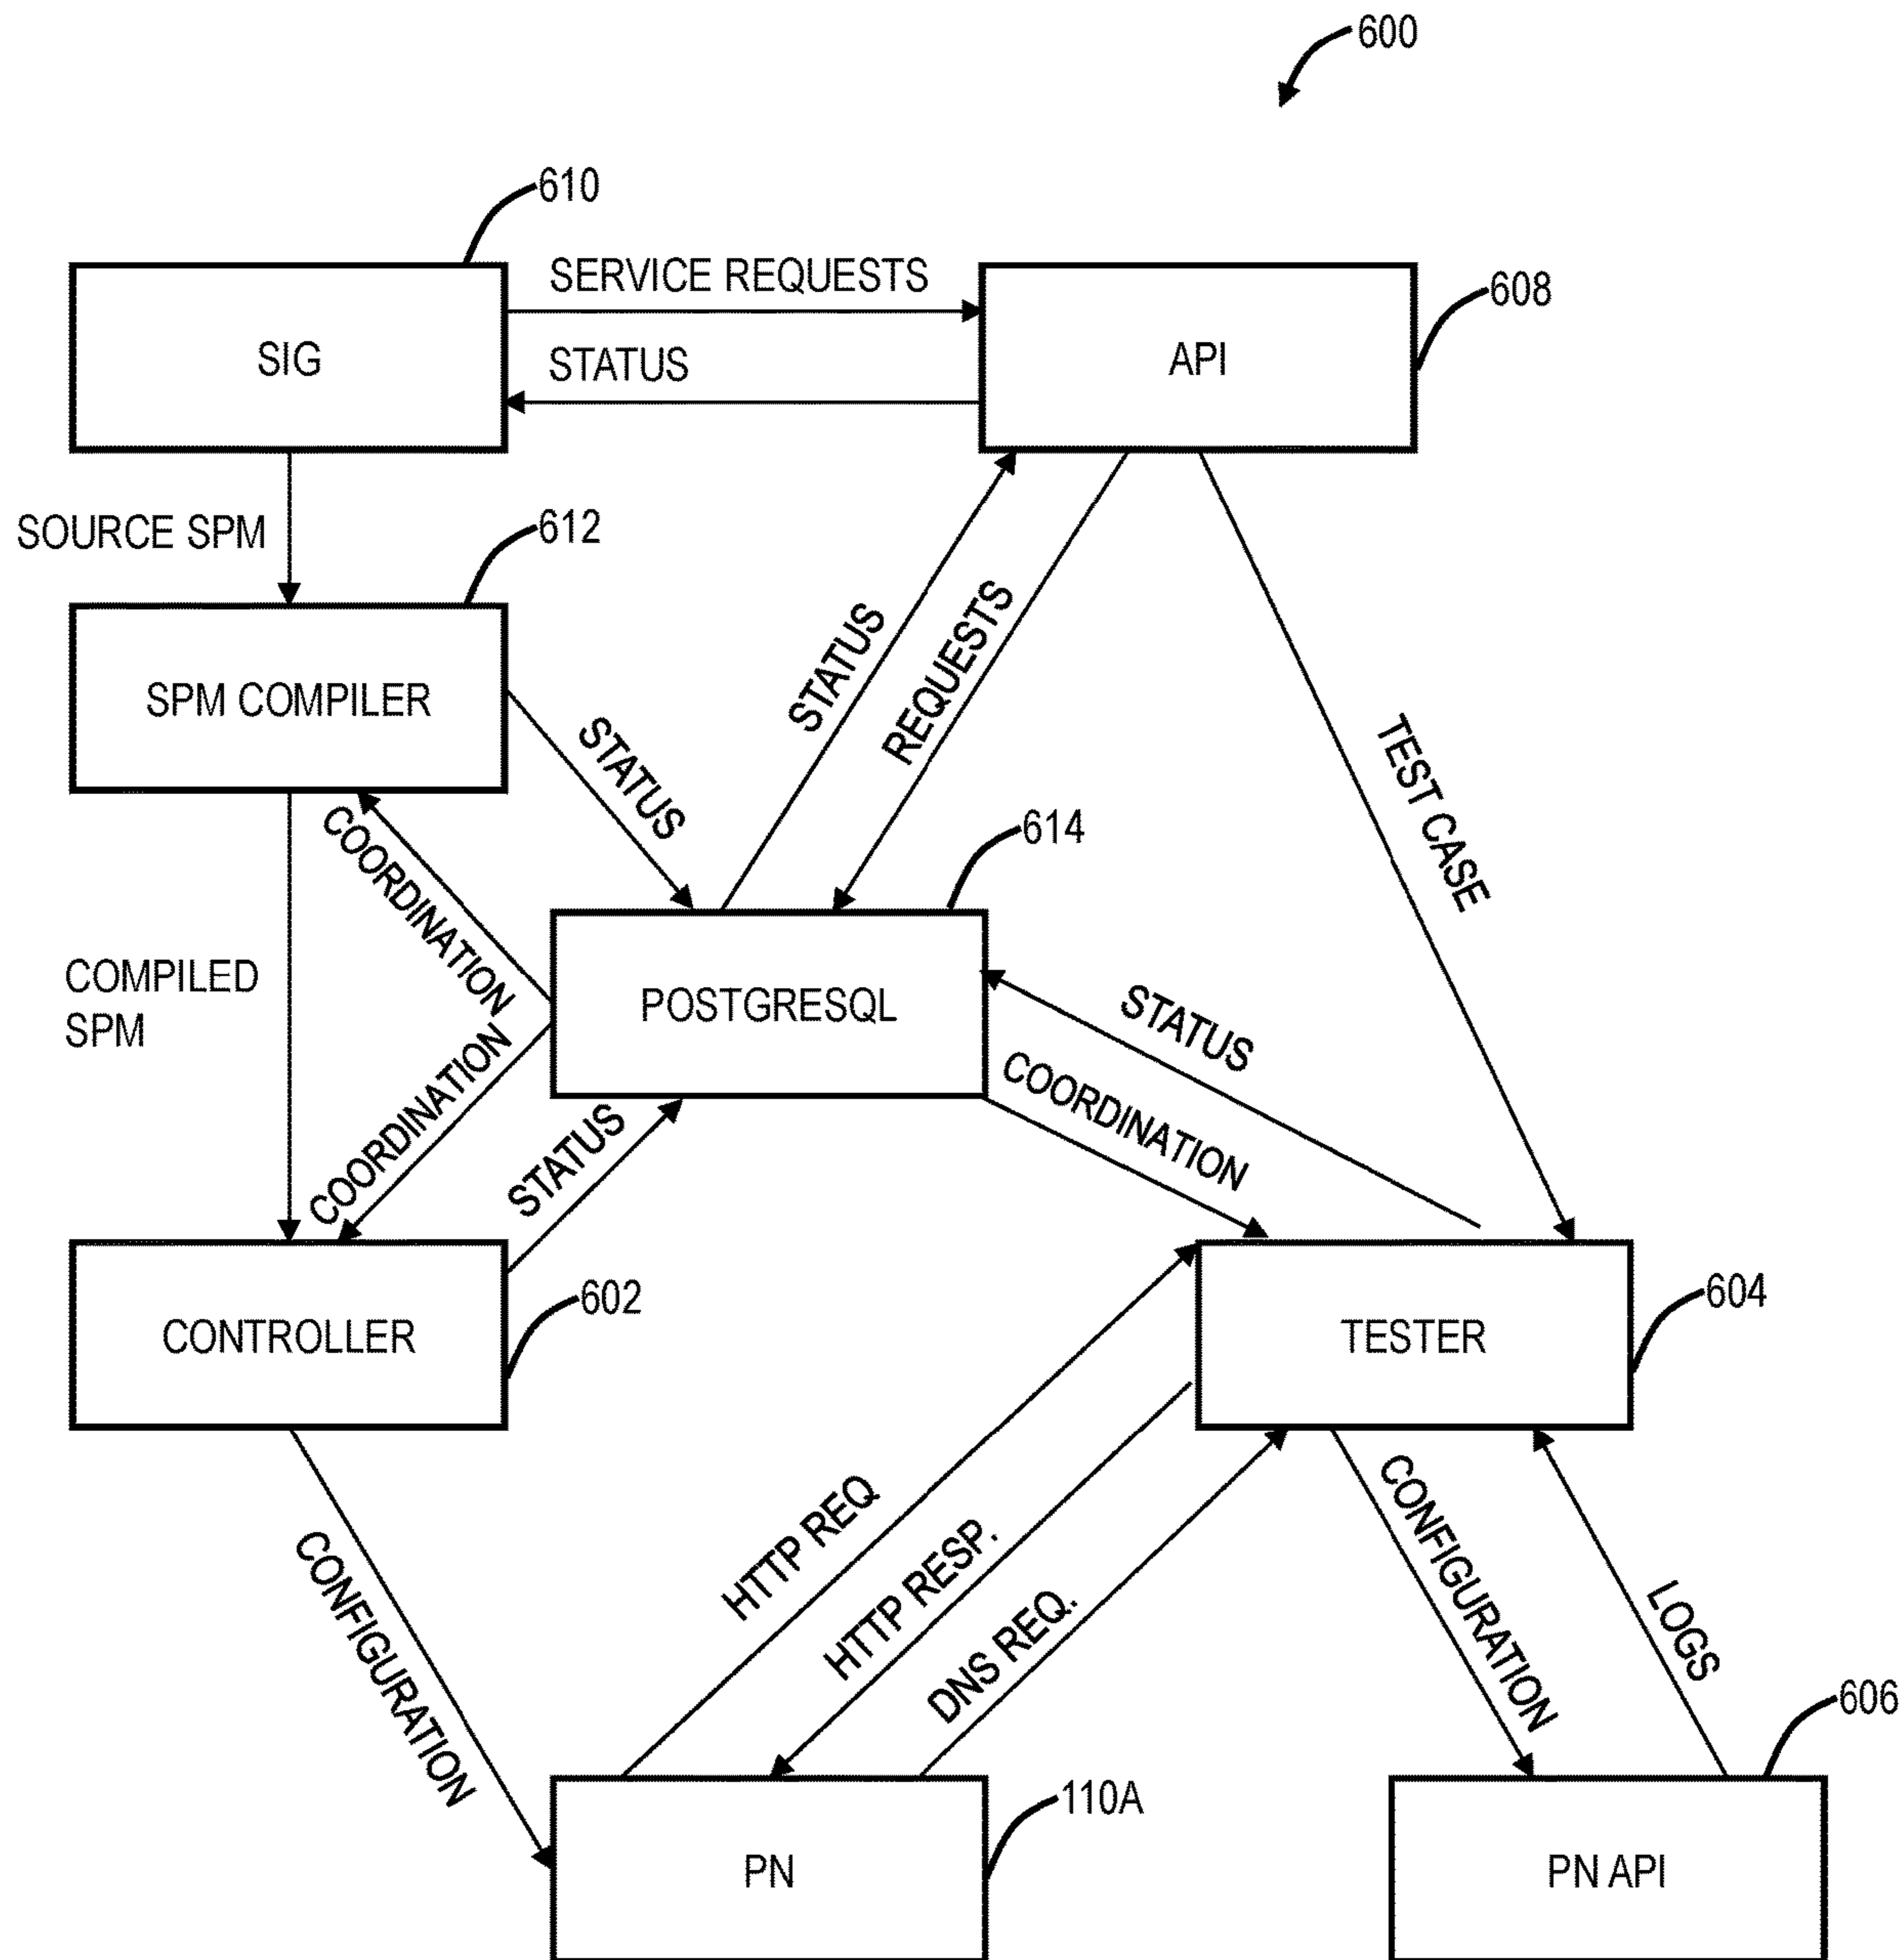 600
610
SERVICE REQUESTS
608
SIG
STATUS
API
SOURCE SPM
612
STATUS
REQUESTS
SPM COMPILER
STATUS
TEST CASE
COORDINATION
614
COMPILED
SPM
POSTGRESQL
STATUS
COORDINATION
COORDINATION
STATUS
602
604
CONTROLLER
TESTER
HTTP REQ
HTTP RESP.
DNS REQ.
CONFIGURATION
CONFIGURATION
LOGS
606
110A
PN
PN API